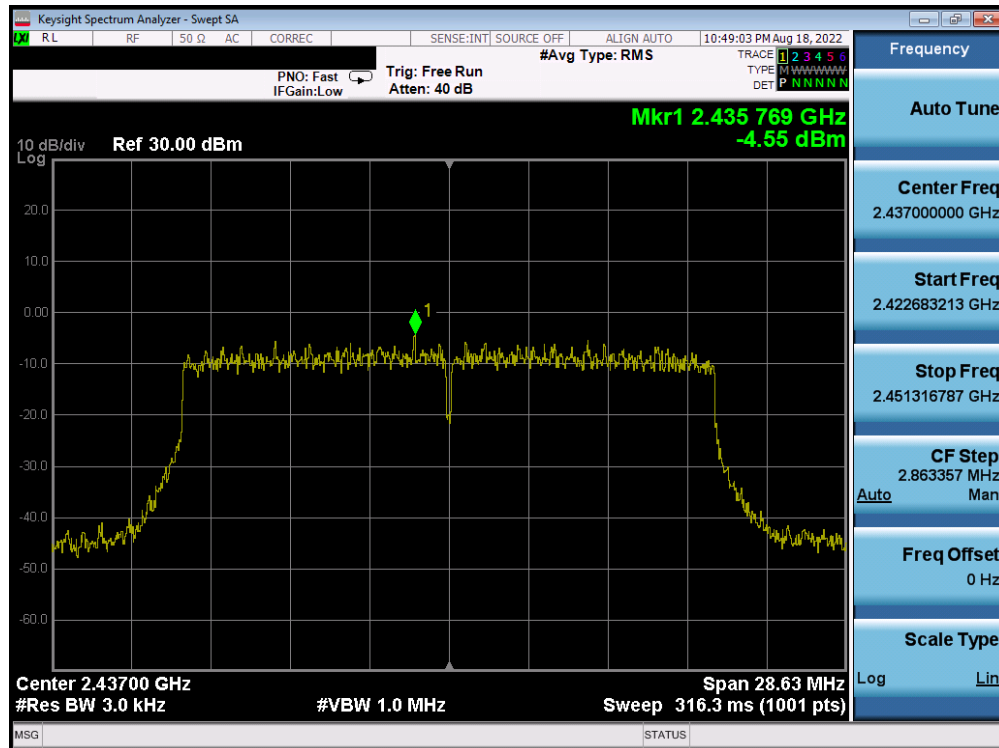 Keysight Spectrum Analyzer - Swept SA
LXI RL RF 50 Ω AC CORREC SENSE:INT SOURCE OFF ALIGN AUTO 10:49:03 PM Aug 18, 2022
#Avg Type: RMS
TRACE 1 2 3 4 5 6
PNO: Fast Trig: Free Run
TYPE M WWWWW
IFGain:Low Atten: 40 dB
DET P N N N N N
Mkr1 2.435 769 GHz
-4.55 dBm
10 dB/div Ref 30.00 dBm
Log
20.0
10.0
0.00
1
-10.0
-20.0
-30.0
-40.0
-50.0
-60.0
Center 2.43700 GHz Span 28.63 MHz
#Res BW 3.0 kHz #VBW 1.0 MHz Sweep 316.3 ms (1001 pts)
MSG STATUS
Frequency
Auto Tune
Center Freq
2.437000000 GHz
Start Freq
2.422683213 GHz
Stop Freq
2.451316787 GHz
CF Step
2.863357 MHz
Auto Man
Freq Offset
0 Hz
Scale Type
Log Lin